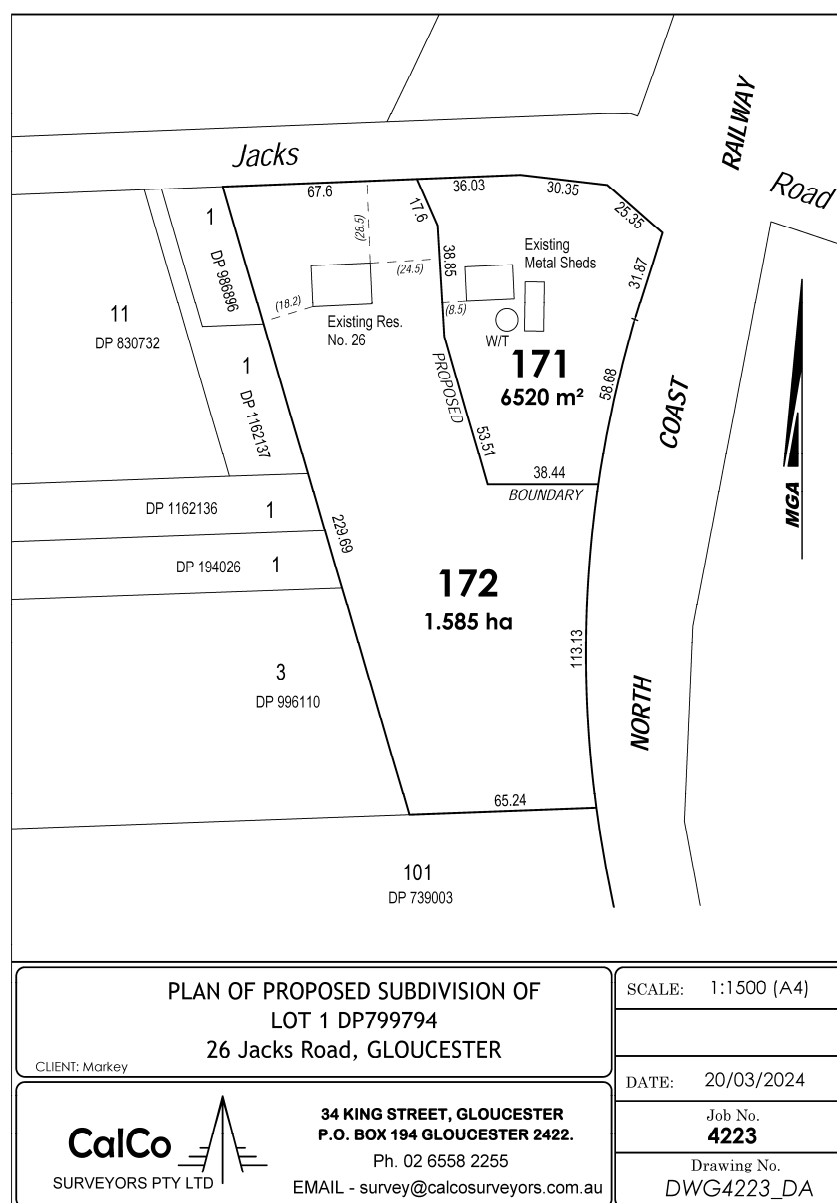 RAILWAY
Jacks
Road
67.6
36.03
30.35
25.35
1
17.6
(26.5)
DP 986896
38.85
Existing
Metal Sheds
31.87
(24.5)
11
DP 830732
(18.2)
(8.5)
Existing Res.
No. 26
W/T
1
171
6520 m²
PROPOSED
58.68
COAST
DP 1162137
53.51
38.44
BOUNDARY
MGA
DP 1162136 1
229.69
DP 194026 1
172
1.585 ha
113.13
3
DP 996110
NORTH
65.24
101
DP 739003
PLAN OF PROPOSED SUBDIVISION OF
LOT 1 DP799794
26 Jacks Road, GLOUCESTER
CLIENT: Markey
SCALE: 1:1500 (A4)
DATE: 20/03/2024
Job No.
4223
Drawing No.
DWG4223_DA
CalCo
SURVEYORS PTY LTD
34 KING STREET, GLOUCESTER
P.O. BOX 194 GLOUCESTER 2422.
Ph. 02 6558 2255
EMAIL - survey@calcosurveyors.com.au